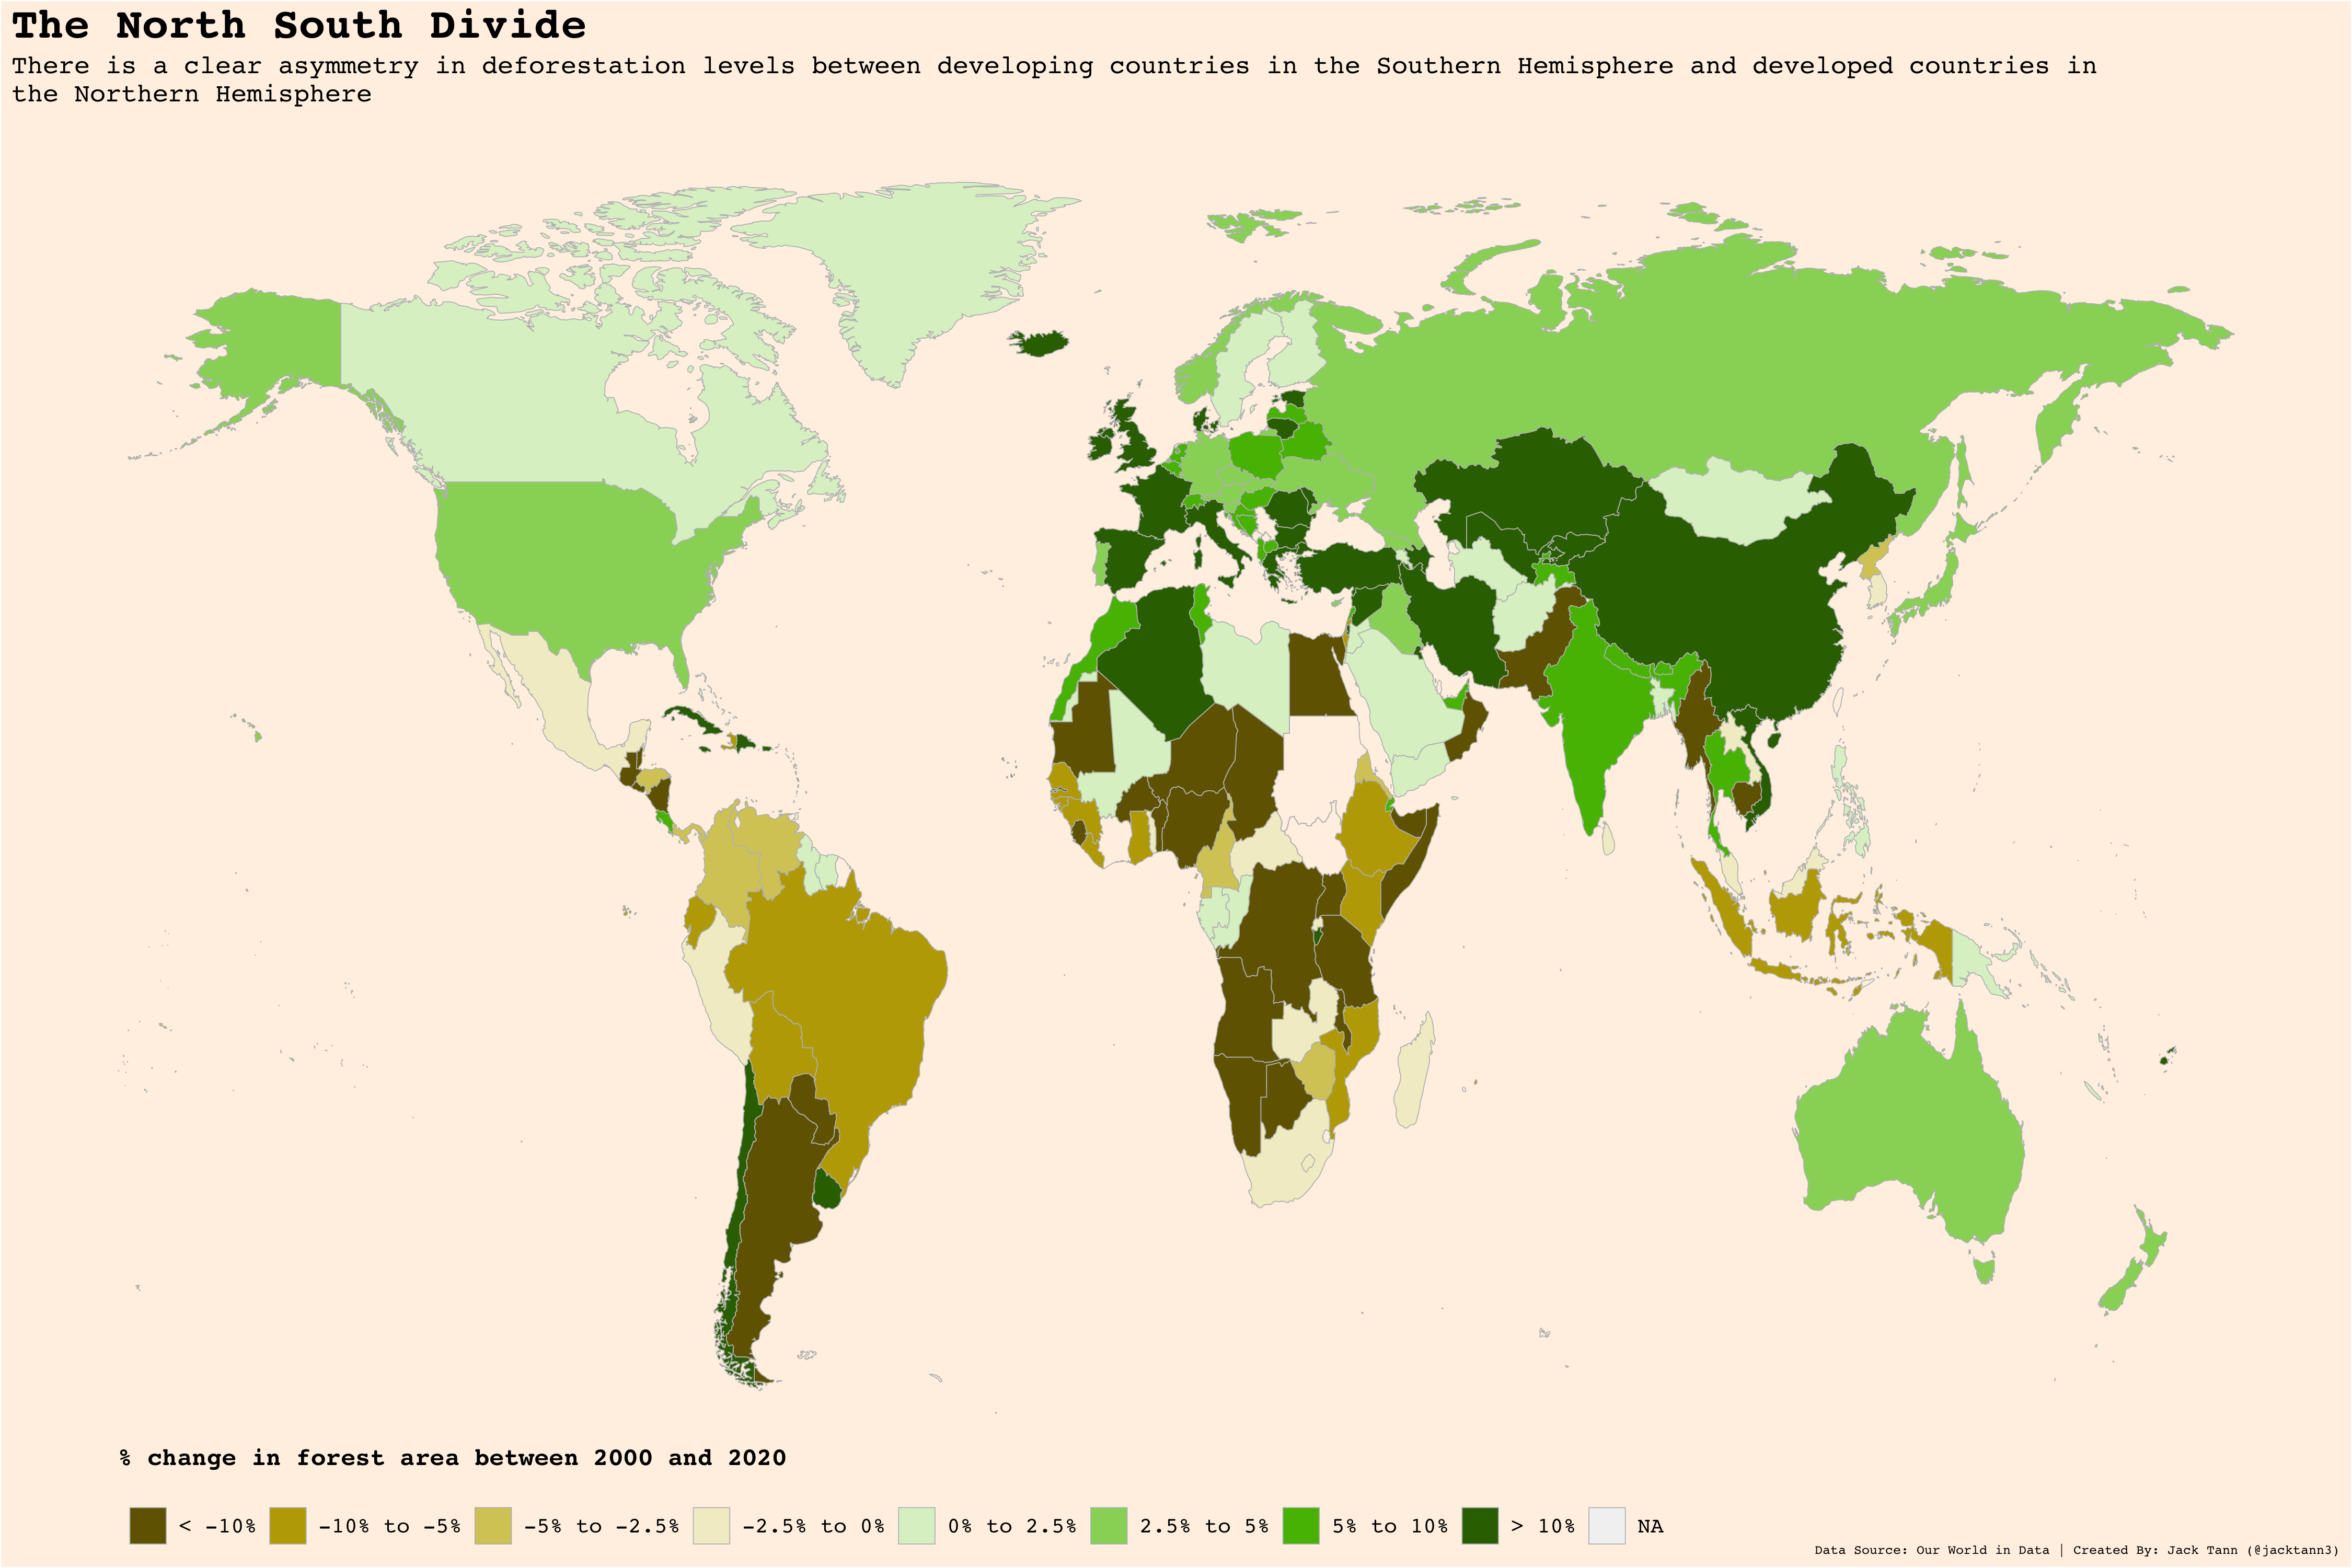 The North South Divide
There is a clear asymmetry in deforestation levels between developing countries in the Southern Hemisphere and developed countries in
the Northern Hemisphere
% change in forest area between 2000 and 2020
< -10% -10% to -5% -5% to -2.5% -2.5% to 0% 0% to 2.5% 2.5% to 5% 5% to 10% > 10% NA
Data Source: Our World in Data | Created By: Jack Tann (@jacktann3)